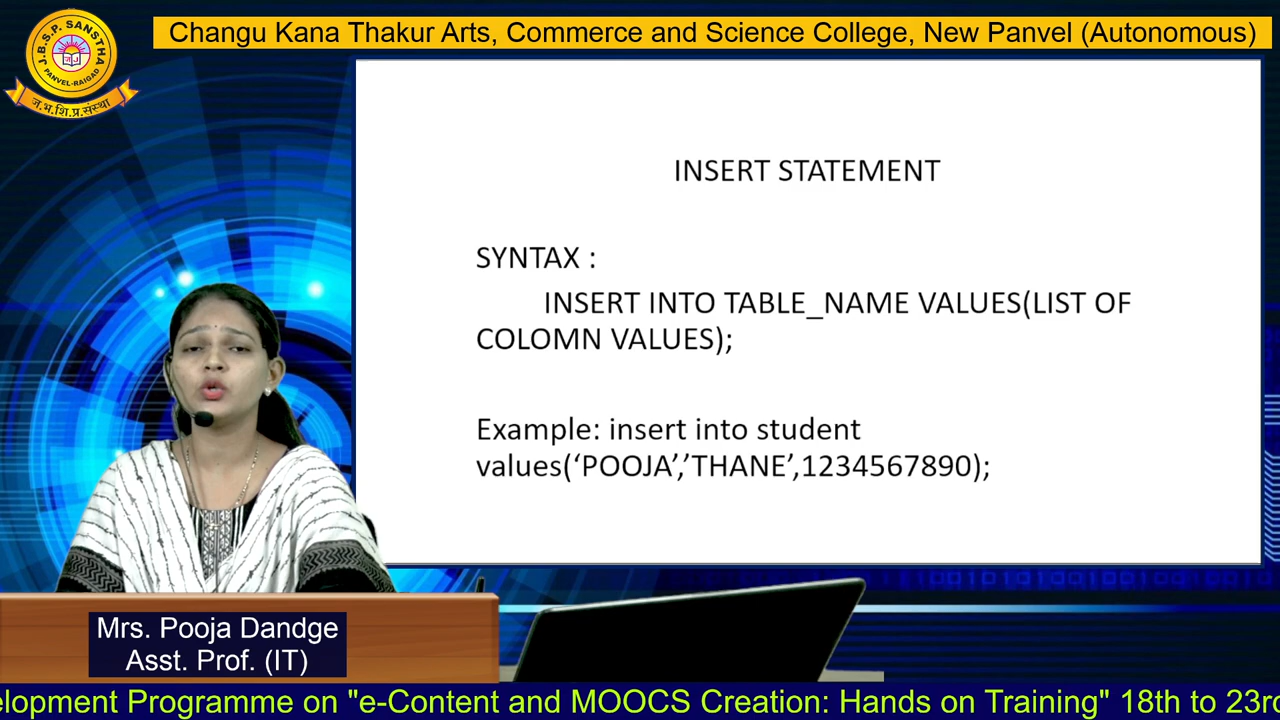 Changu Kana Thakur Arts, Commerce and Science College, New Panvel (Autonomous)
J.B.S.P. SANSTHA
PANVEL-RAIGAD
ज.भ.शि.प्र.संस्था
INSERT STATEMENT
SYNTAX :
INSERT INTO TABLE_NAME VALUES(LIST OF
COLOMN VALUES);
Example: insert into student
values(‘POOJA’,’THANE’,1234567890);
Mrs. Pooja Dandge
Asst. Prof. (IT)
elopment Programme on "e-Content and MOOCS Creation: Hands on Training" 18th to 23rd